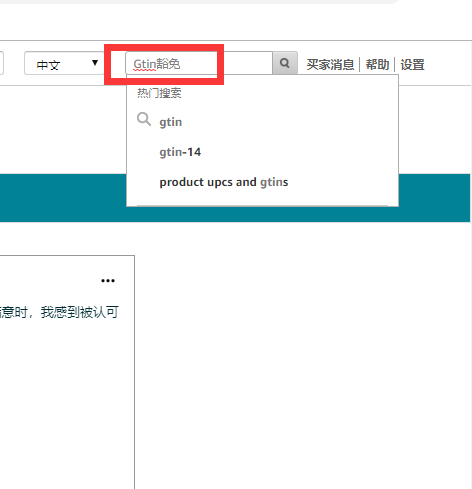 中文 ▼ Gtin豁免 买家消息 | 帮助 | 设置
热门搜索
gtin
gtin-14
product upcs and gtins
•••
意时，我感到被认可